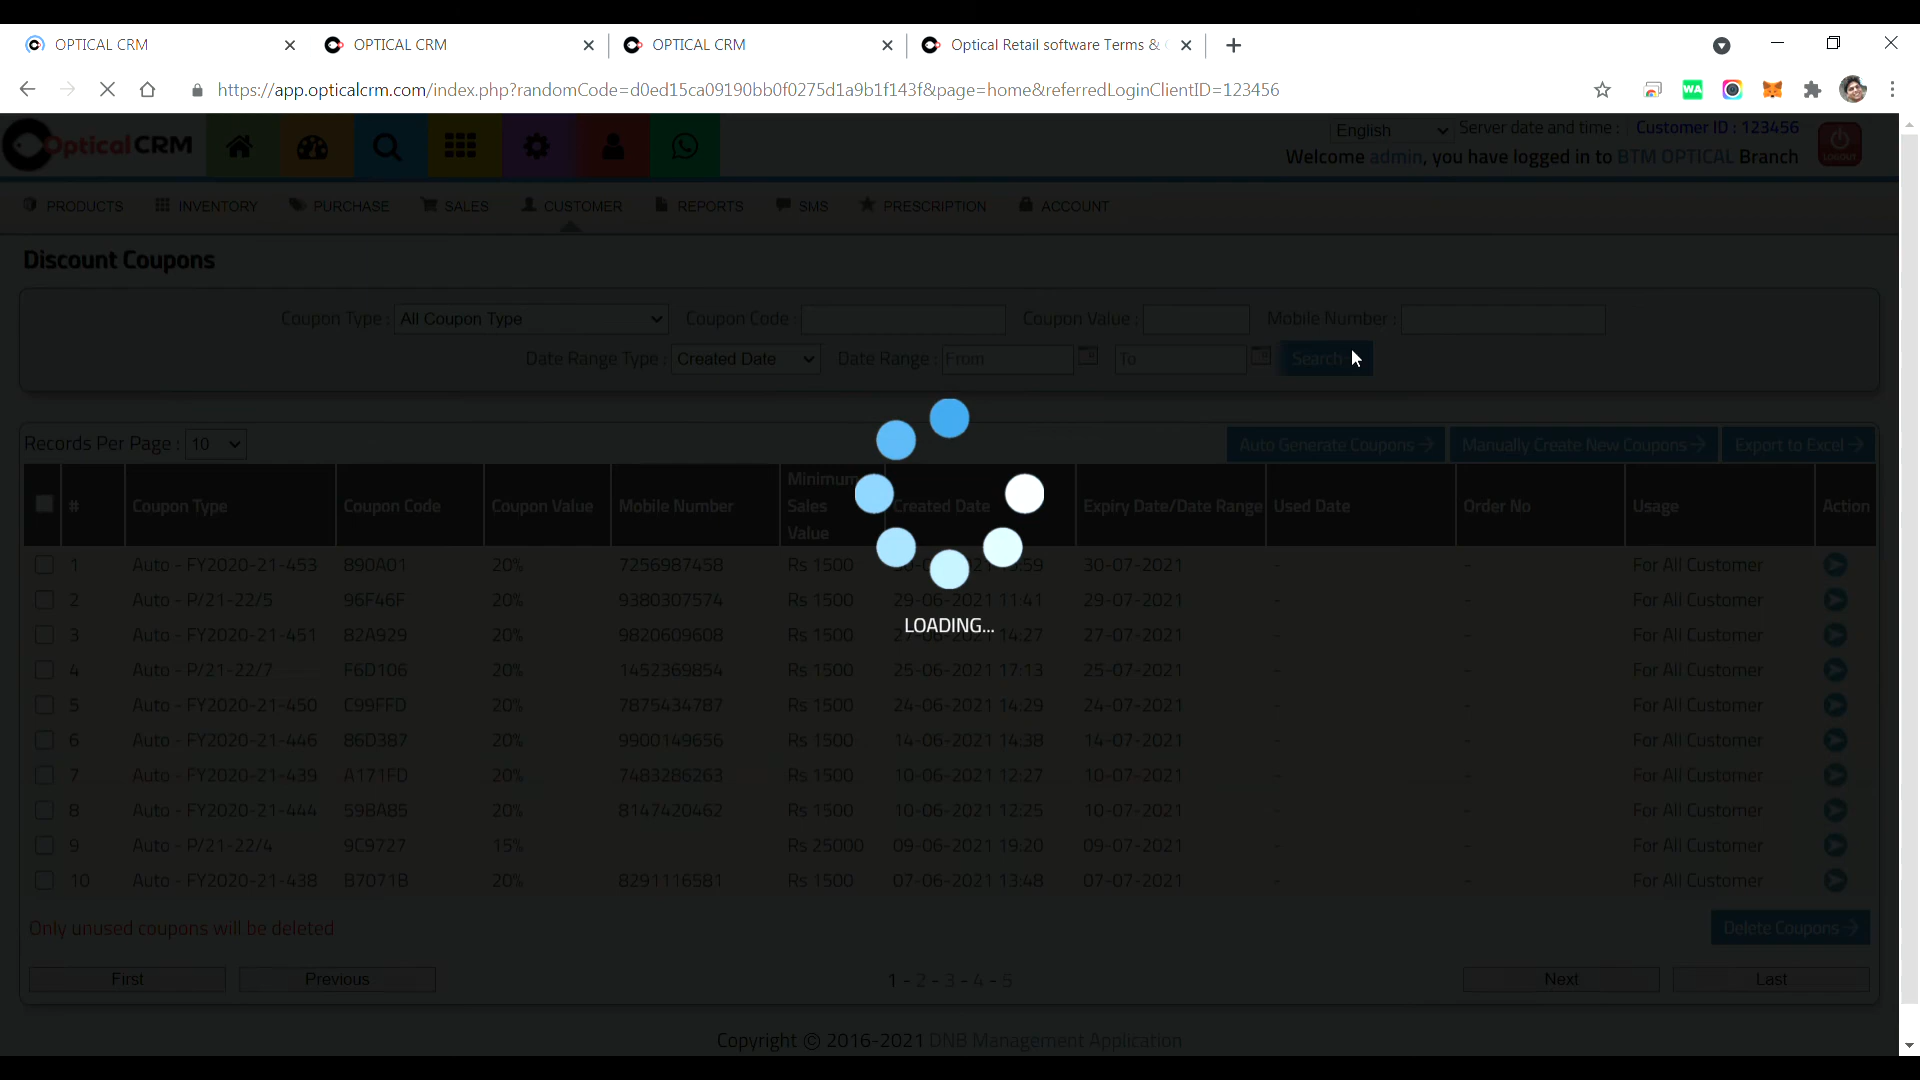 OPTICAL CRM
OPTICAL CRM
OPTICAL CRM
Optical Retail software Terms &
https://app.opticalcrm.com/index.php?randomCode=d0ed15ca09190bb0f0275d1a9b1f143f&page=home&referredLoginClientID=123456
OpticalCRM
English Server date and time : Customer ID : 123456
Welcome admin, you have logged in to BTM OPTICAL Branch
LOGOUT
PRODUCTS INVENTORY PURCHASE SALES CUSTOMER REPORTS SMS PRESCRIPTION ACCOUNT
Discount Coupons
Coupon Type : All Coupon Type Coupon Code : Coupon Value : Mobile Number :
Date Range Type : Created Date Date Range : From To Search
Records Per Page : 10 Auto Generate Coupons Manually Create New Coupons Export to Excel
# Coupon Type Coupon Code Coupon Value Mobile Number Minimum Sales Value Created Date Expiry Date/Date Range Used Date Order No Usage Action
1 Auto - FY2020-21-453 890A01 20% 7256987458 Rs 1500 30-07-2021 - - For All Customer
2 Auto - P/21-22/5 96F46F 20% 9380307574 Rs 1500 29-06-2021 11:41 29-07-2021 - - For All Customer
LOADING...
3 Auto - FY2020-21-451 82A929 20% 9820609608 Rs 1500 14:27 27-07-2021 - - For All Customer
4 Auto - P/21-22/7 F6D106 20% 1452369854 Rs 1500 25-06-2021 17:13 25-07-2021 - - For All Customer
5 Auto - FY2020-21-450 C99FFD 20% 7875434787 Rs 1500 24-06-2021 14:29 24-07-2021 - - For All Customer
6 Auto - FY2020-21-446 86D387 20% 9900149656 Rs 1500 14-06-2021 14:38 14-07-2021 - - For All Customer
7 Auto - FY2020-21-439 A171FD 20% 7483286263 Rs 1500 10-06-2021 12:27 10-07-2021 - - For All Customer
8 Auto - FY2020-21-444 598A85 20% 8147420462 Rs 1500 10-06-2021 12:25 10-07-2021 - - For All Customer
9 Auto - P/21-22/4 9C9727 15% Rs 25000 09-06-2021 19:20 09-07-2021 - - For All Customer
10 Auto - FY2020-21-438 B7071B 20% 8291116581 Rs 1500 07-06-2021 13:48 07-07-2021 - - For All Customer
Only unused coupons will be deleted Delete Coupons
First Previous 1 - 2 - 3 - 4 - 5 Next Last
Copyright © 2016-2021 DNB Management Application